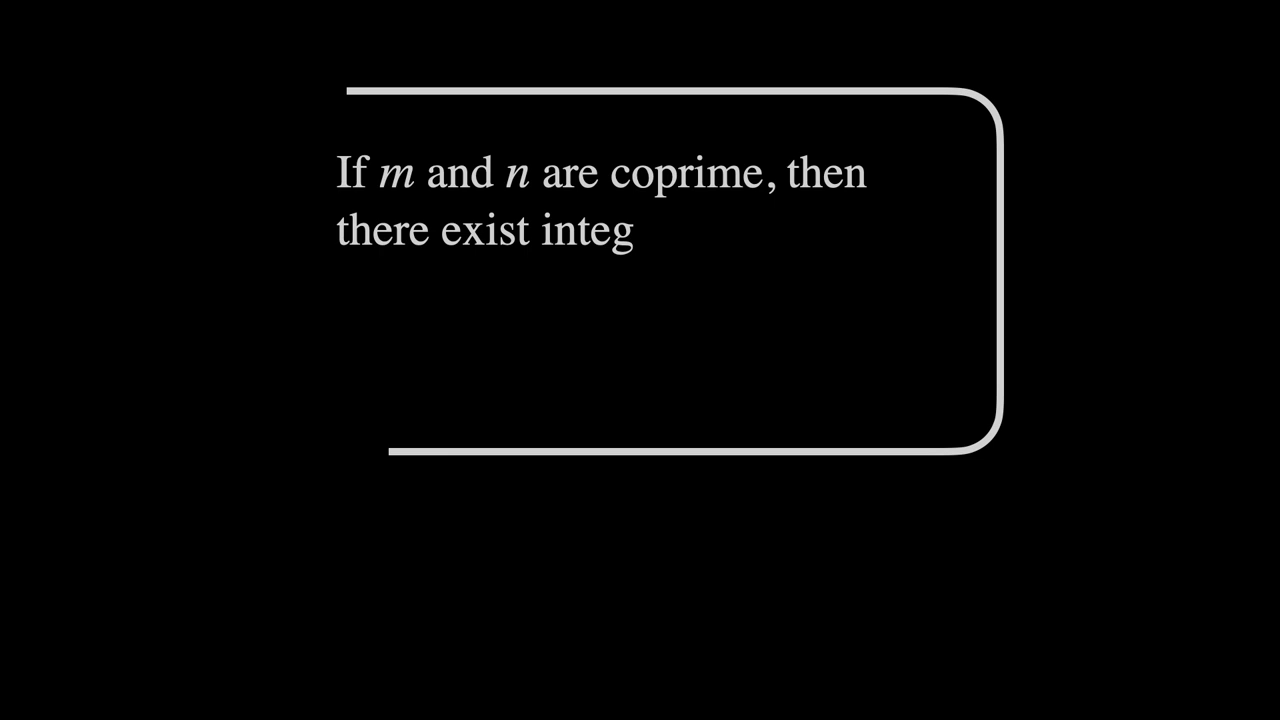 If m and n are coprime, then
there exist integ